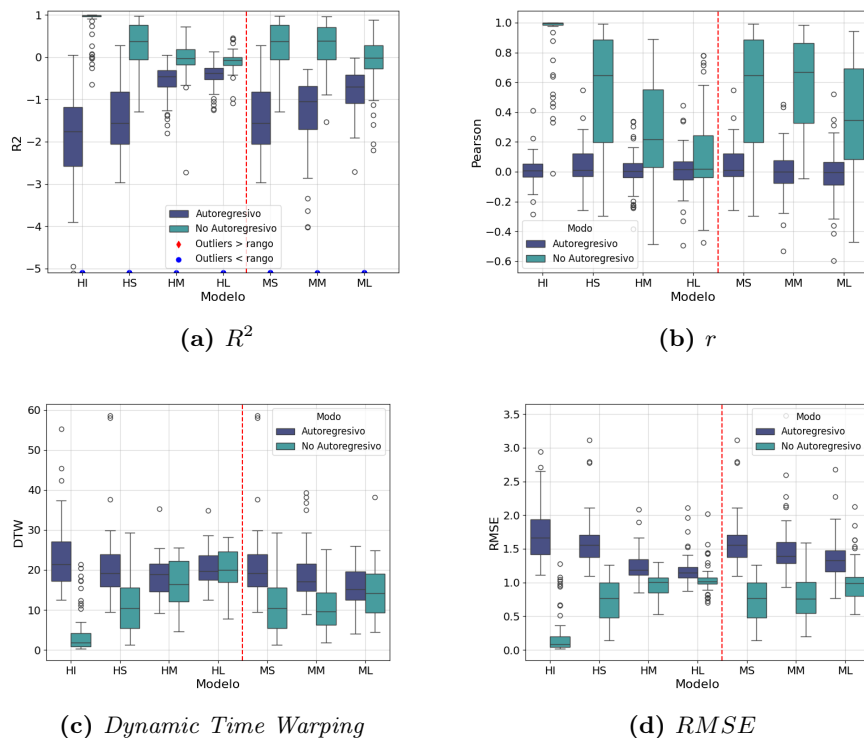 1
0
−1
−2
−3
−4
−5
R2
Autoregresivo
No Autoregresivo
Outliers > rango
Outliers < rango
HI HS HM HL MS MM ML
Modelo
(a) R²
1.0
0.8
0.6
0.4
0.2
0.0
−0.2
−0.4
−0.6
Pearson
Modo
Autoregresivo
No Autoregresivo
HI HS HM HL MS MM ML
Modelo
(b) r
60
50
40
30
20
10
0
DTW
Modo
Autoregresivo
No Autoregresivo
HI HS HM HL MS MM ML
Modelo
(c) Dynamic Time Warping
3.5
3.0
2.5
2.0
1.5
1.0
0.5
0.0
RMSE
Modo
Autoregresivo
No Autoregresivo
HI HS HM HL MS MM ML
Modelo
(d) RMSE